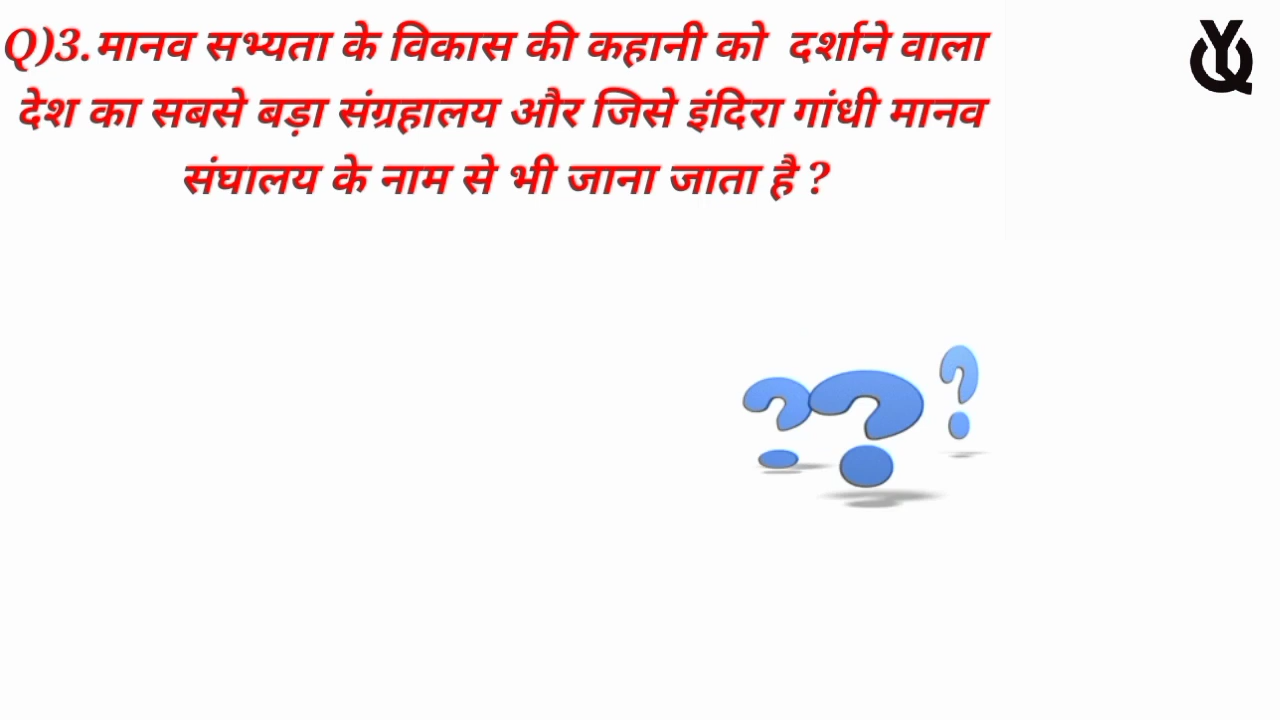 Q)3.मानव सभ्यता के विकास की कहानी को दर्शाने वाला
देश का सबसे बड़ा संग्रहालय और जिसे इंदिरा गांधी मानव
संघालय के नाम से भी जाना जाता है ?